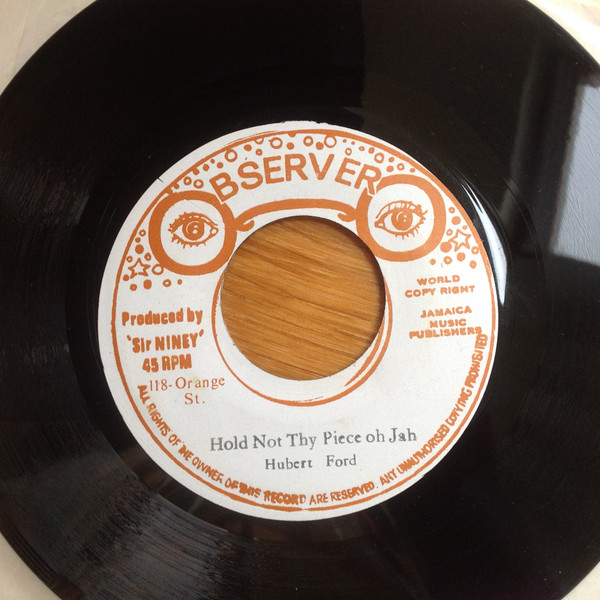 OBSERVER
WORLD
COPY RIGHT
JAMAICA
MUSIC
PUBLISHERS
Produced by
'Sir NINEY'
45 RPM
118-Orange
St.
Hold Not Thy Piece oh Jah
Hubert Ford
ALL RIGHTS OF THE OWNER OF THIS RECORD ARE RESERVED. ANT UNAUTHORISED COPYING PROHIBITED